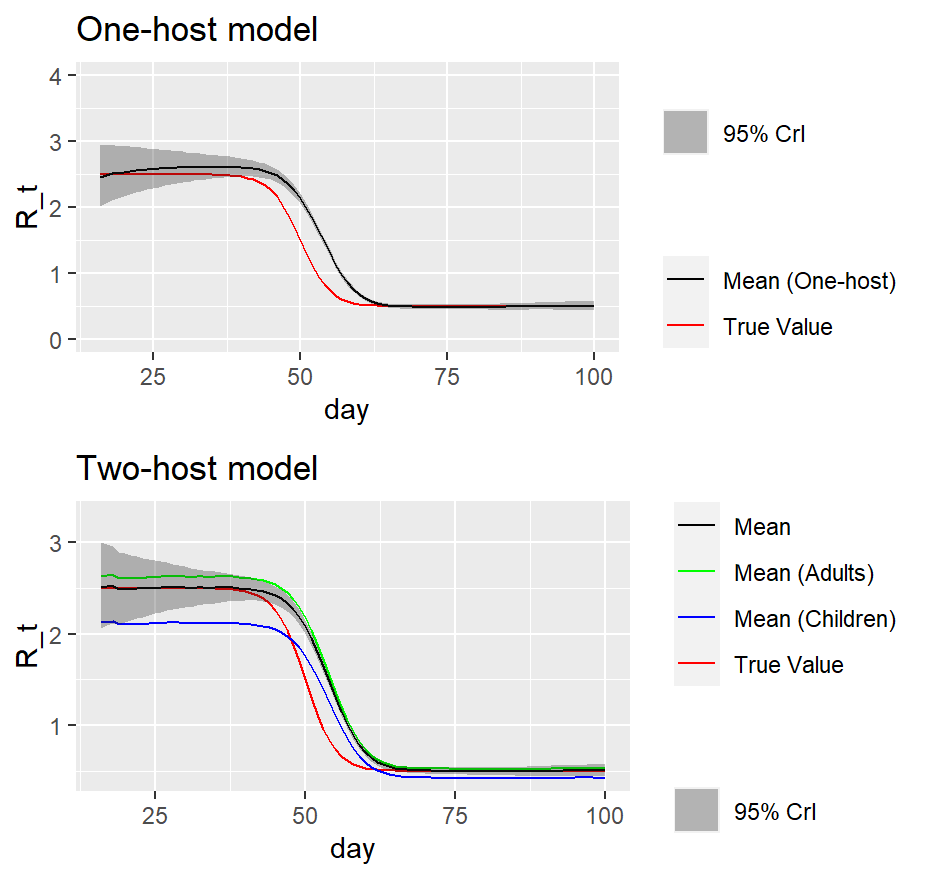 One-host model
4
3
2
1
0
R_t
25 50 75 100
day
95% CrI
Mean (One-host)
True Value
Two-host model
3
2
1
R_t
25 50 75 100
day
Mean
Mean (Adults)
Mean (Children)
True Value
95% CrI